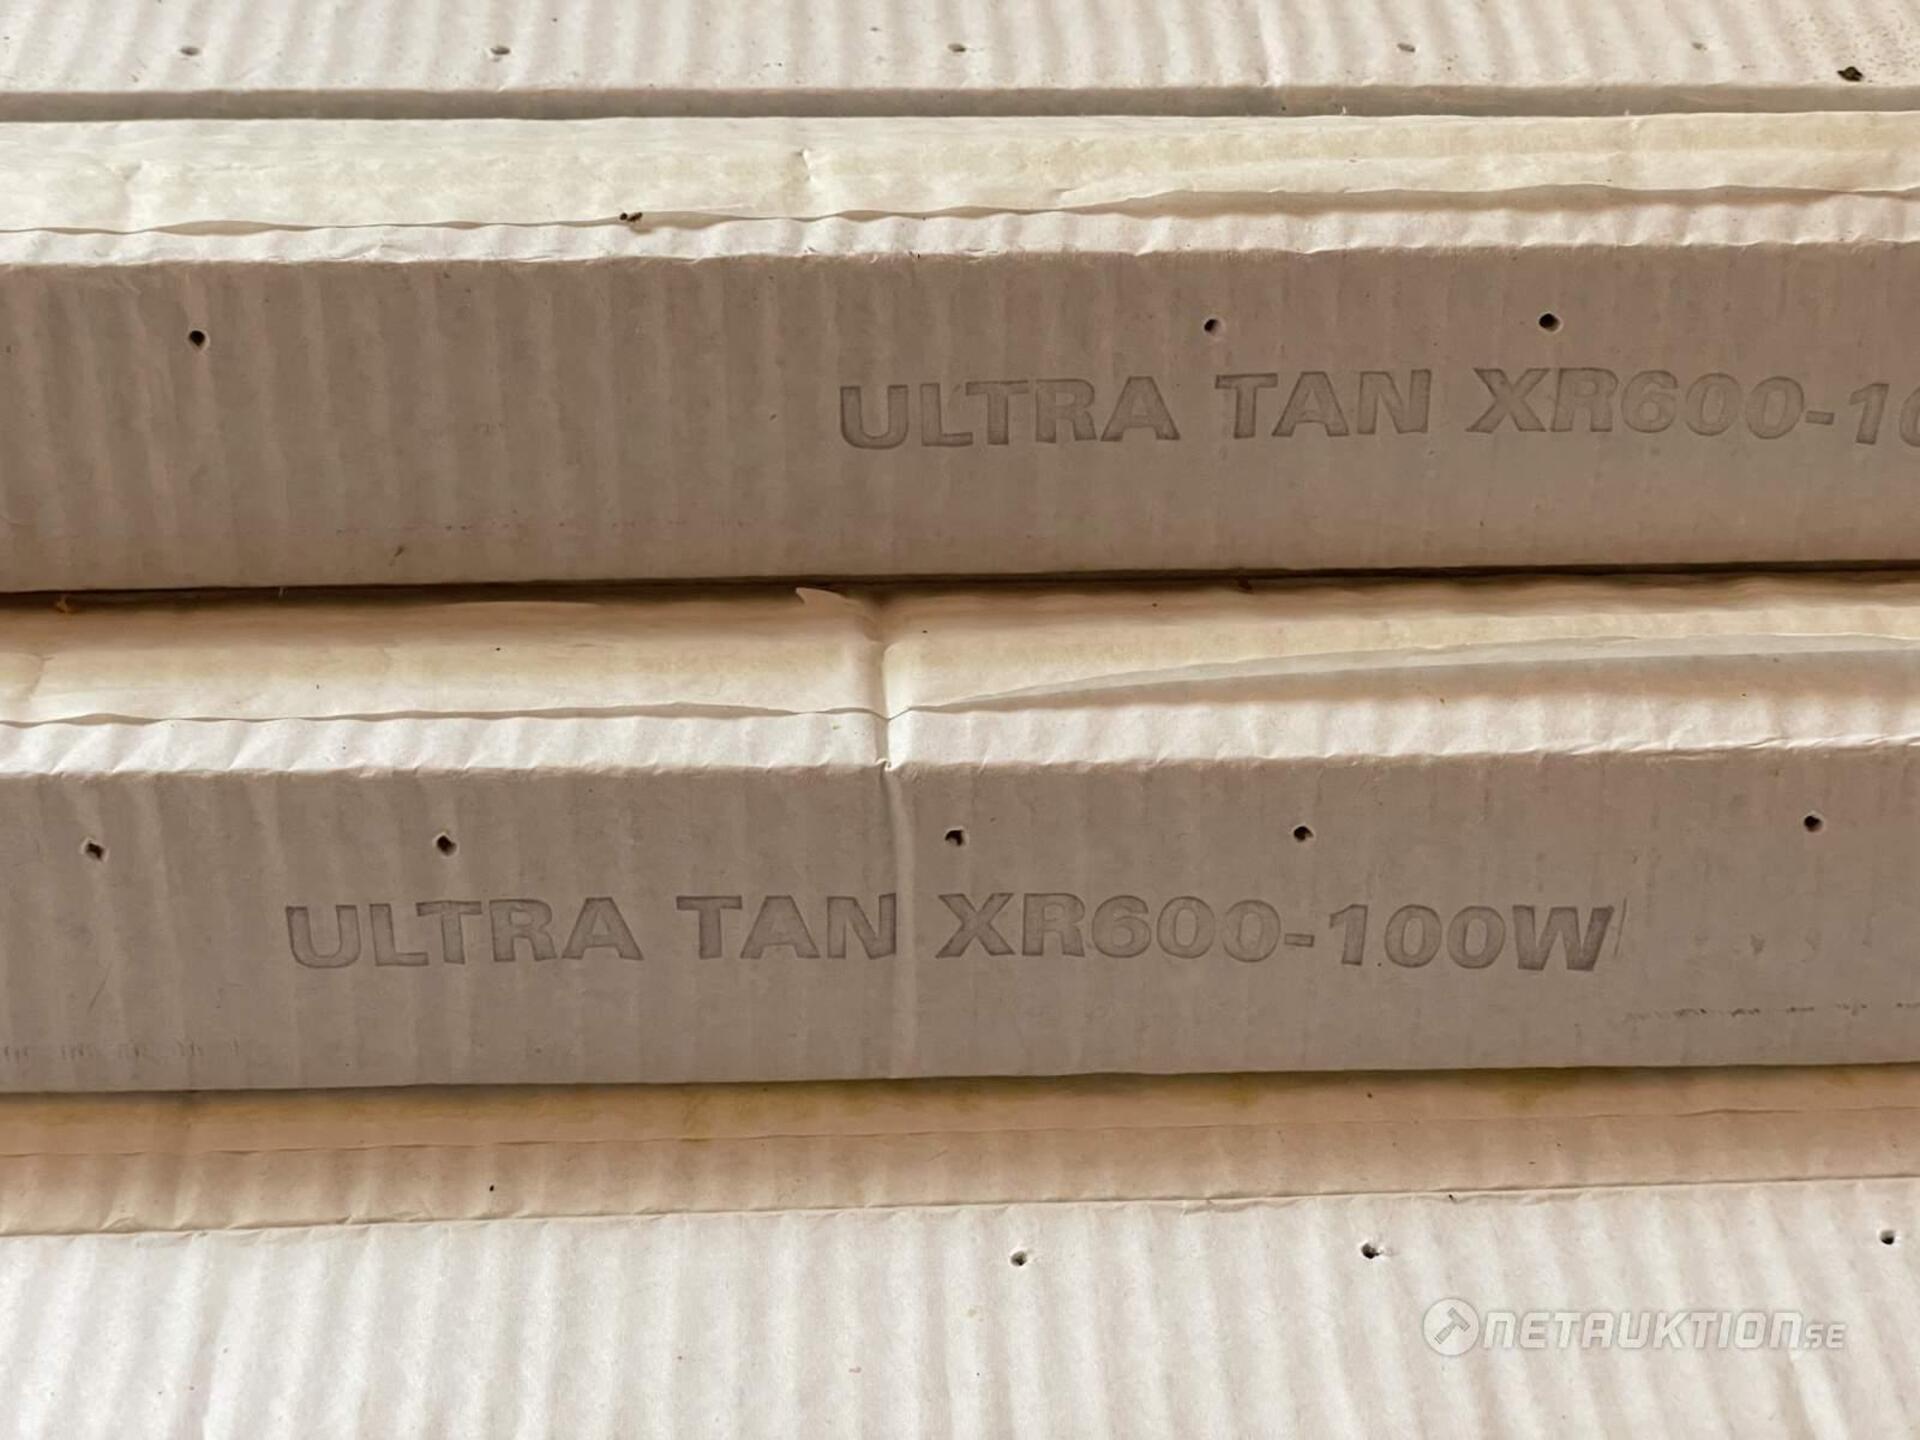 ULTRA TAN XR600-10
ULTRA TAN XR600-100W
NETAUKTION.SE